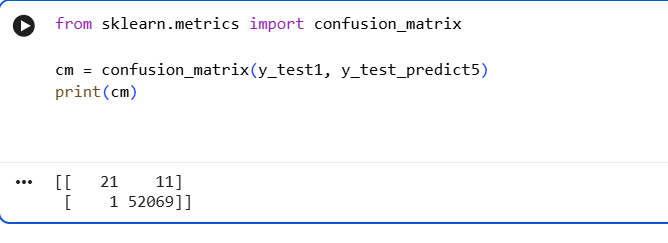 from sklearn.metrics import confusion_matrix
cm = confusion_matrix(y_test1, y_test_predict5)
print(cm)
[[   21    11]
 [    1 52069]]